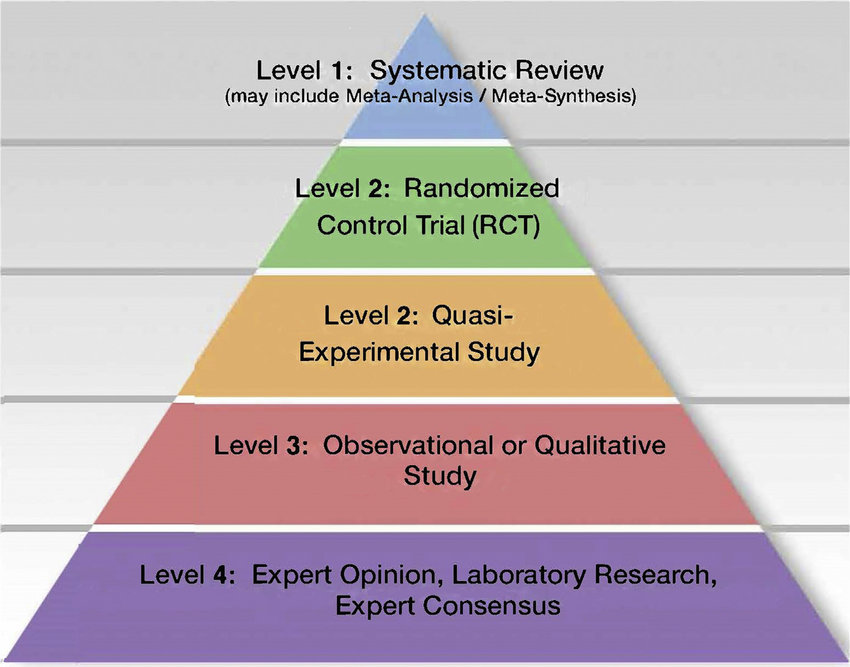 Level 1: Systematic Review
(may include Meta-Analysis / Meta-Synthesis)
Level 2: Randomized
Control Trial (RCT)
Level 2: Quasi-
Experimental Study
Level 3: Observational or Qualitative
Study
Level 4: Expert Opinion, Laboratory Research,
Expert Consensus